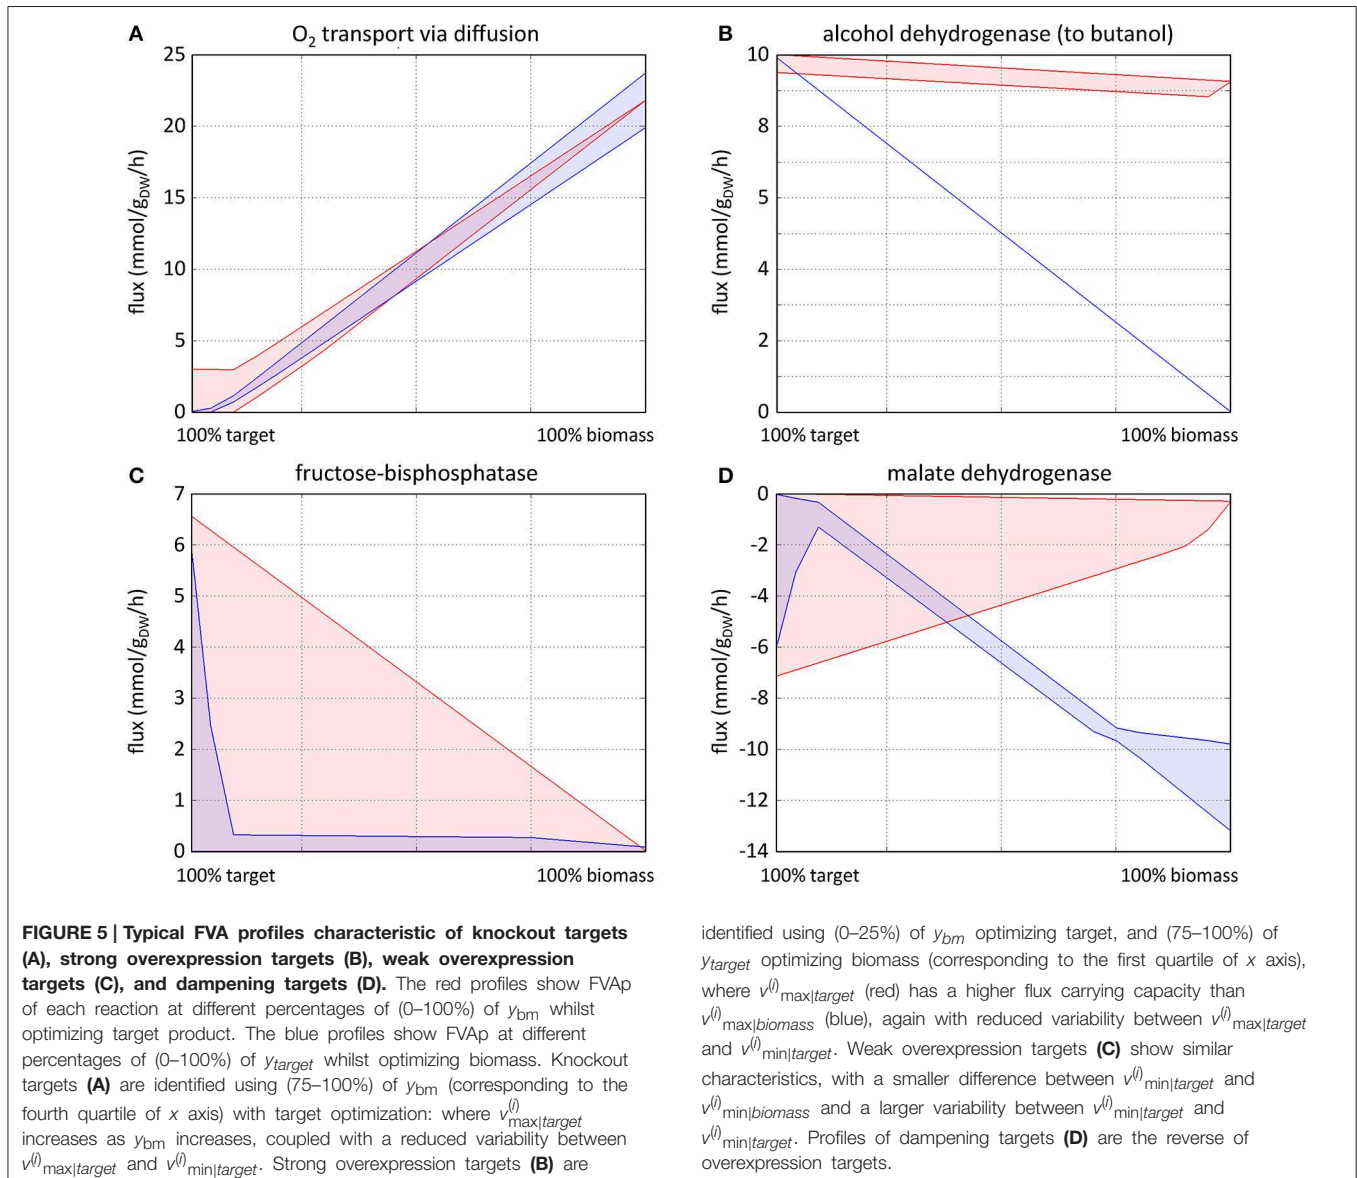 A
O2 transport via diffusion
25
20
15
10
5
0
flux (mmol/gDW/h)
100% target
100% biomass
B
alcohol dehydrogenase (to butanol)
10
8
5
4
2
0
flux (mmol/gDW/h)
100% target
100% biomass
C
fructose-bisphosphatase
7
6
5
4
3
2
1
0
flux (mmol/gDW/h)
100% target
100% biomass
D
malate dehydrogenase
-0
-2
-4
-6
-8
-10
-12
-14
flux (mmol/gDW/h)
100% target
100% biomass
FIGURE 5 | Typical FVA profiles characteristic of knockout targets
(A), strong overexpression targets (B), weak overexpression
targets (C), and dampening targets (D). The red profiles show FVAp
of each reaction at different percentages of (0–100%) of ybm whilst
optimizing target product. The blue profiles show FVAp at different
percentages of (0–100%) of ytarget whilst optimizing biomass. Knockout
targets (A) are identified using (75–100%) of ybm (corresponding to the
fourth quartile of x axis) with target optimization: where v(i)max|target
increases as ybm increases, coupled with a reduced variability between
v(i)max|target and v(i)min|target. Strong overexpression targets (B) are
identified using (0–25%) of ybm optimizing target, and (75–100%) of
ytarget optimizing biomass (corresponding to the first quartile of x axis),
where v(i)max|target (red) has a higher flux carrying capacity than
v(i)max|biomass (blue), again with reduced variability between v(i)max|target
and v(i)min|target. Weak overexpression targets (C) show similar
characteristics, with a smaller difference between v(i)min|target and
v(i)min|biomass and a larger variability between v(i)min|target and
v(i)min|target. Profiles of dampening targets (D) are the reverse of
overexpression targets.